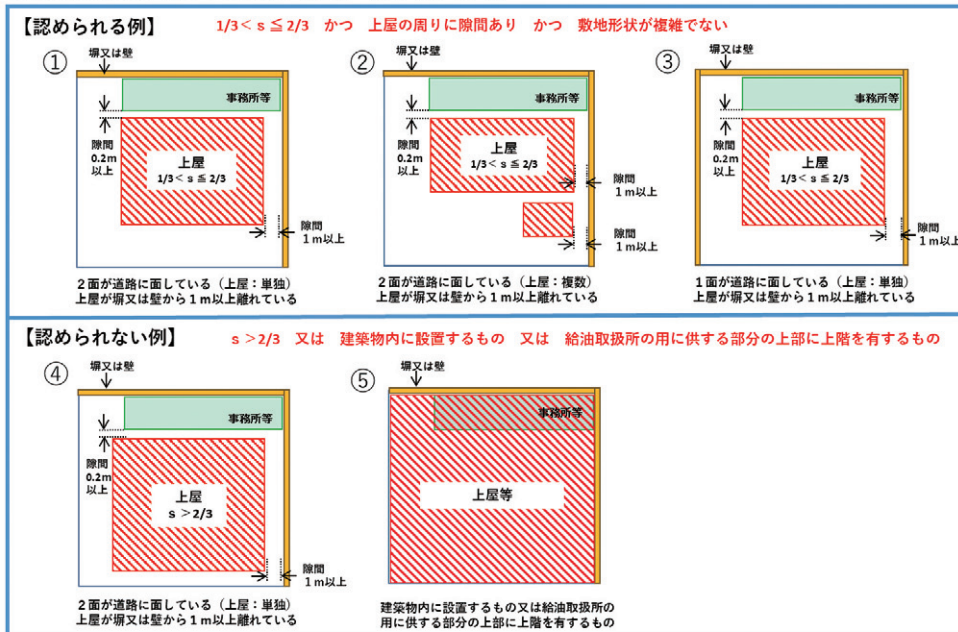 【認められる例】 1/3< s ≦ 2/3 かつ 上屋の周りに隙間あり かつ 敷地形状が複雑でない
①
塀又は壁
事務所等
隙間
0.2m
以上
上屋
1/3< s ≦ 2/3
隙間
1m以上
2面が道路に面している（上屋：単独）
上屋が塀又は壁から1m以上離れている
②
塀又は壁
事務所等
隙間
0.2m
以上
上屋
1/3< s ≦ 2/3
隙間
1m以上
隙間
1m以上
2面が道路に面している（上屋：複数）
上屋が塀又は壁から1m以上離れている
③
塀又は壁
事務所等
隙間
0.2m
以上
上屋
1/3< s ≦ 2/3
隙間
1m以上
1面が道路に面している（上屋：単独）
上屋が塀又は壁から1m以上離れている
【認められない例】 s >2/3 又は 建築物内に設置するもの 又は 給油取扱所の用に供する部分の上部に上階を有するもの
④
塀又は壁
事務所等
隙間
0.2m
以上
上屋
s >2/3
隙間
1m以上
2面が道路に面している（上屋：単独）
上屋が塀又は壁から1m以上離れている
⑤
塀又は壁
事務所等
上屋等
建築物内に設置するもの又は給油取扱所の
用に供する部分の上部に上階を有するもの